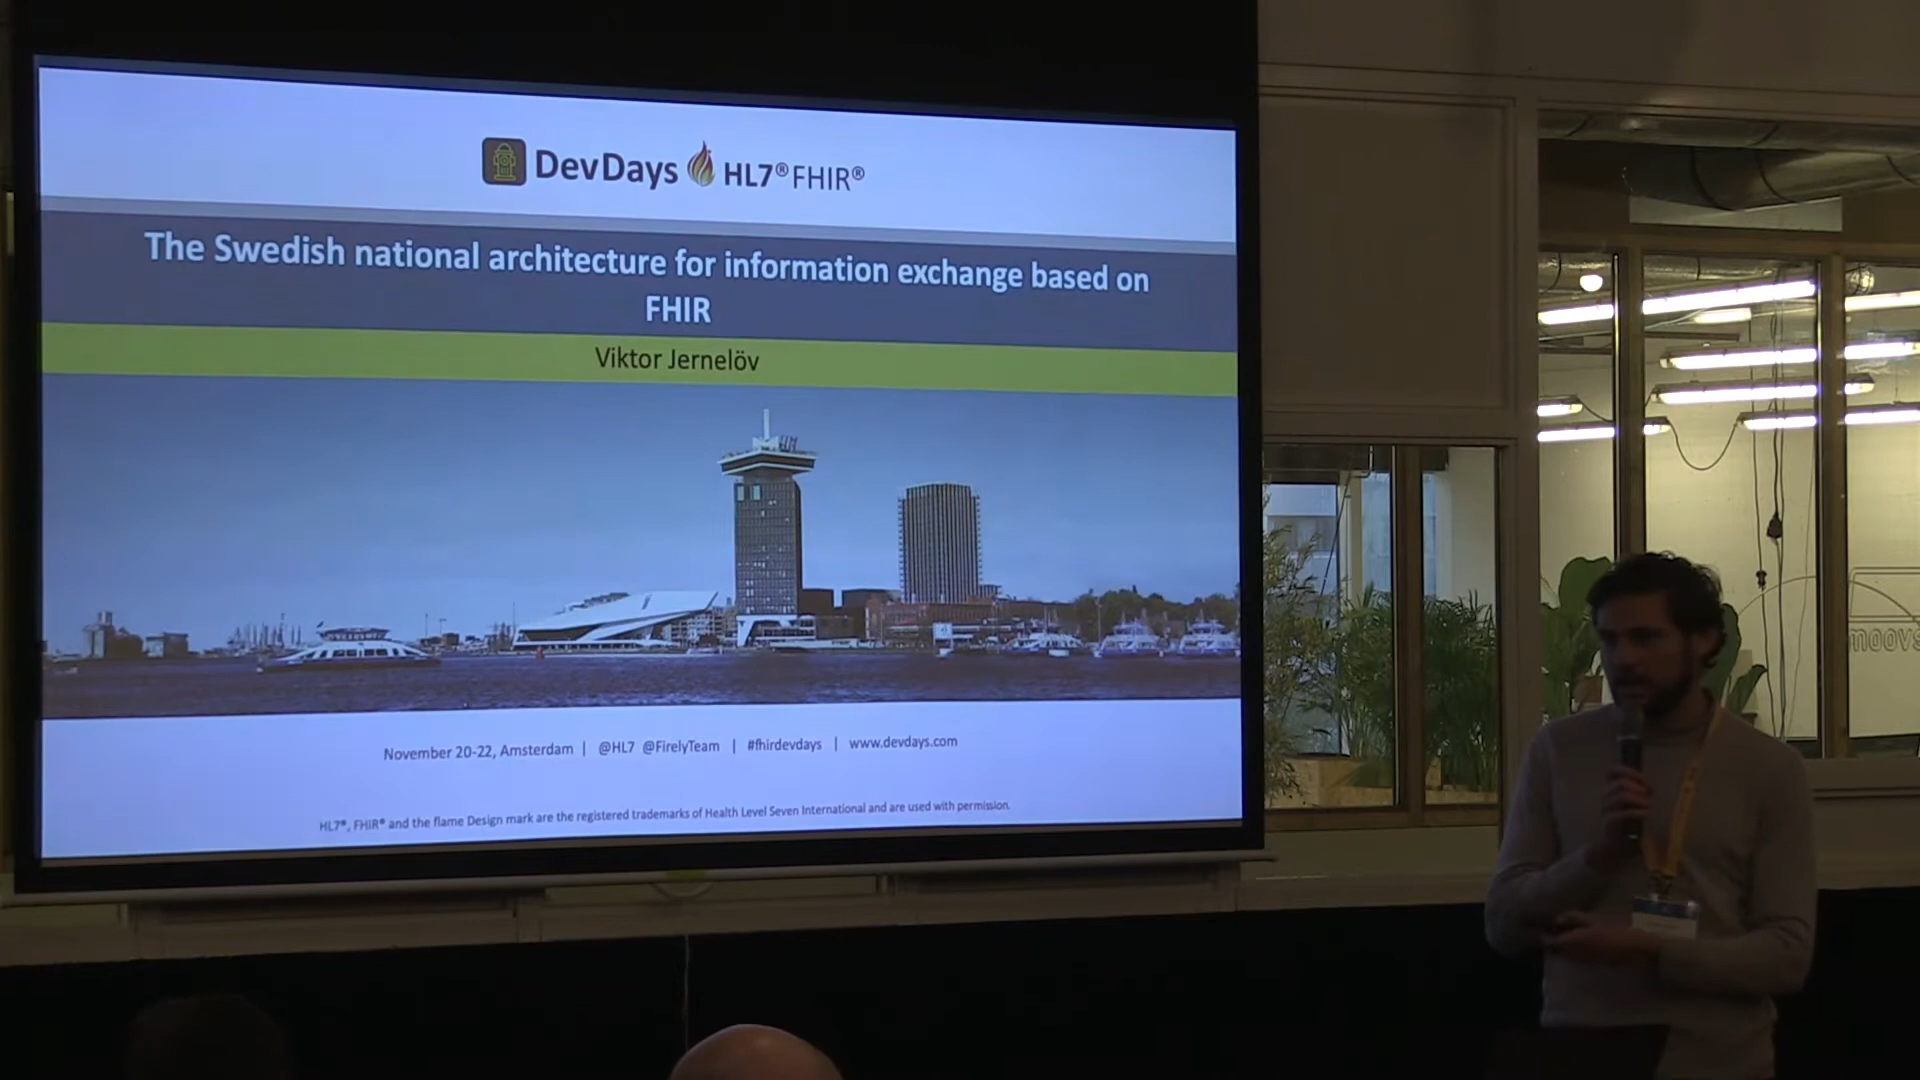 DevDays HL7® FHIR®
The Swedish national architecture for information exchange based on
FHIR
Viktor Jernelöv
November 20-22, Amsterdam | @HL7 @FirelyTeam | #fhirdevdays | www.devdays.com
HL7®, FHIR® and the flame Design mark are the registered trademarks of Health Level Seven International and are used with permission.